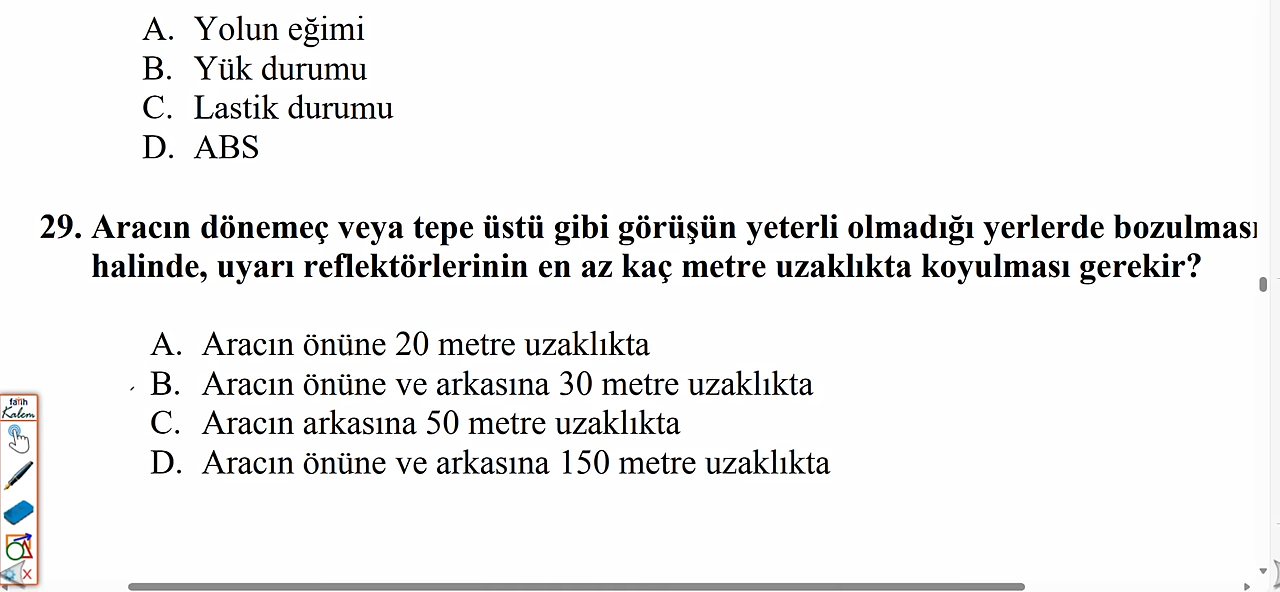 A. Yolun eğimi
B. Yük durumu
C. Lastik durumu
D. ABS
29. Aracın dönemeç veya tepe üstü gibi görüşün yeterli olmadığı yerlerde bozulması
halinde, uyarı reflektörlerinin en az kaç metre uzaklıkta koyulması gerekir?
A. Aracın önüne 20 metre uzaklıkta
B. Aracın önüne ve arkasına 30 metre uzaklıkta
C. Aracın arkasına 50 metre uzaklıkta
D. Aracın önüne ve arkasına 150 metre uzaklıkta
fatih
Kalem